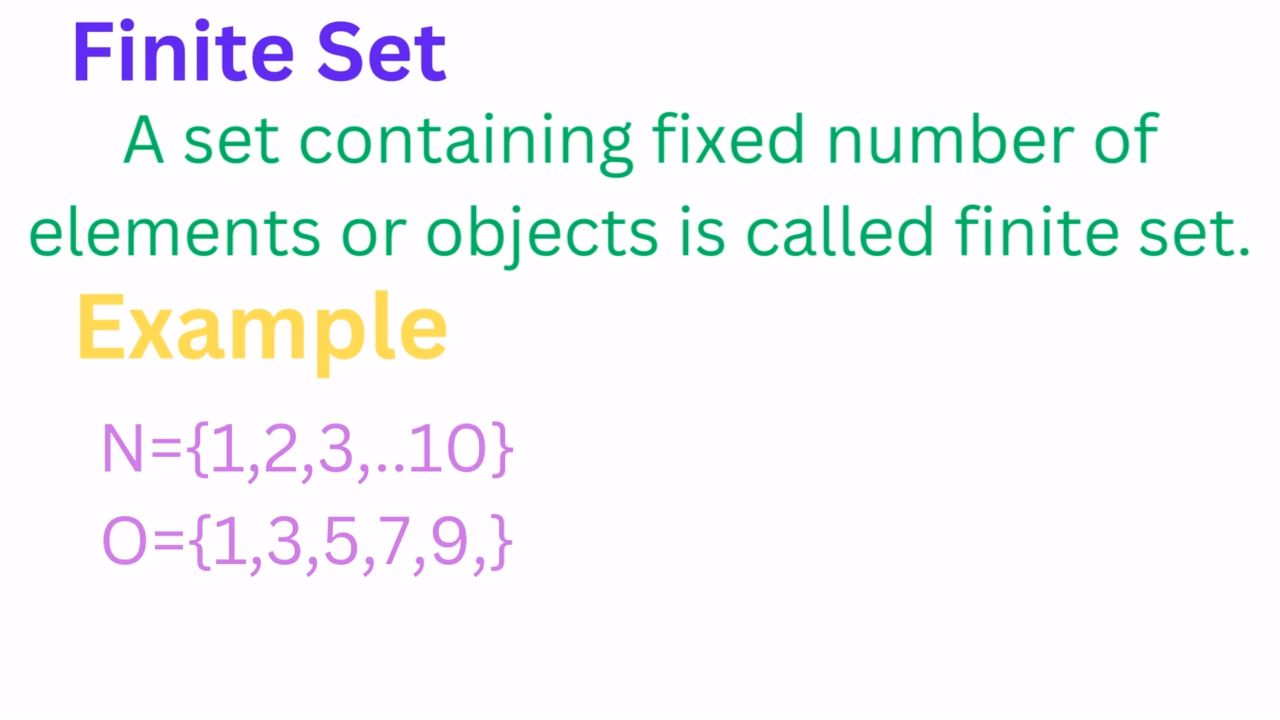 Finite Set
A set containing fixed number of
elements or objects is called finite set.
Example
N={1,2,3,..10}
O={1,3,5,7,9,}